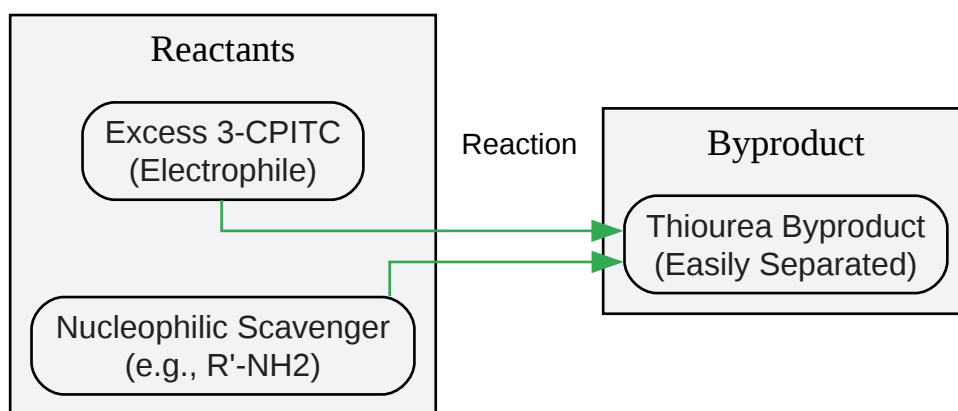 Reactants
Excess 3-CPITC
(Electrophile)
Nucleophilic Scavenger
(e.g., R'-NH2)
Reaction
Byproduct
Thiourea Byproduct
(Easily Separated)